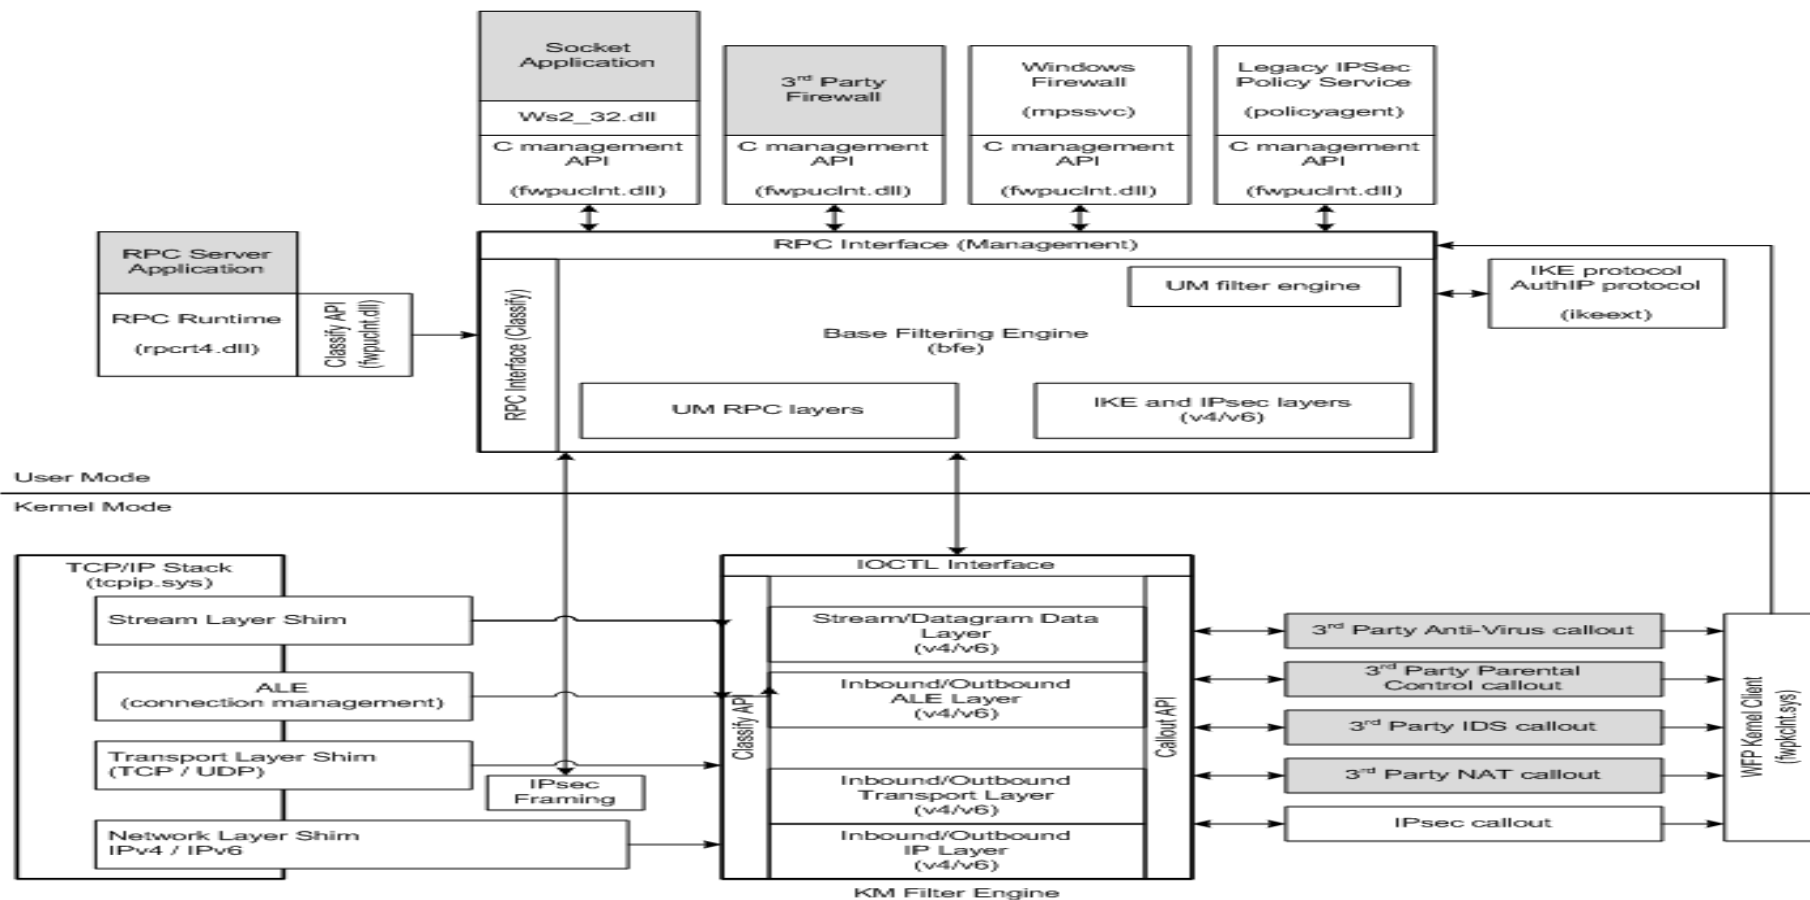 Socket
Application
Ws2_32.dll
C management
API
(fwpuclnt.dll)
3rd Party
Firewall
C management
API
(fwpuclnt.dll)
Windows
Firewall
(mpssvc)
C management
API
(fwpuclnt.dll)
Legacy IPSec
Policy Service
(policyagent)
C management
API
(fwpuclnt.dll)
RPC Server
Application
RPC Runtime
(rpcrt4.dll)
Classify API
(fwpuclnt.dll)
RPC Interface (Management)
RPC Interface (Classify)
UM filter engine
Base Filtering Engine
(bfe)
UM RPC layers
IKE and IPsec layers
(v4/v6)
IKE protocol
AuthIP protocol
(ikeext)
User Mode
Kernel Mode
TCP/IP Stack
(tcpip.sys)
Stream Layer Shim
ALE
(connection management)
Transport Layer Shim
(TCP / UDP)
Network Layer Shim
IPv4 / IPv6
IPsec
Framing
IOCTL Interface
Classify API
Stream/Datagram Data
Layer
(v4/v6)
Inbound/Outbound
ALE Layer
(v4/v6)
Inbound/Outbound
Transport Layer
(v4/v6)
Inbound/Outbound
IP Layer
(v4/v6)
Callout API
KM Filter Engine
3rd Party Anti-Virus callout
3rd Party Parental
Control callout
3rd Party IDS callout
3rd Party NAT callout
IPsec callout
WFP Kernel Client
(fwpkclnt.sys)